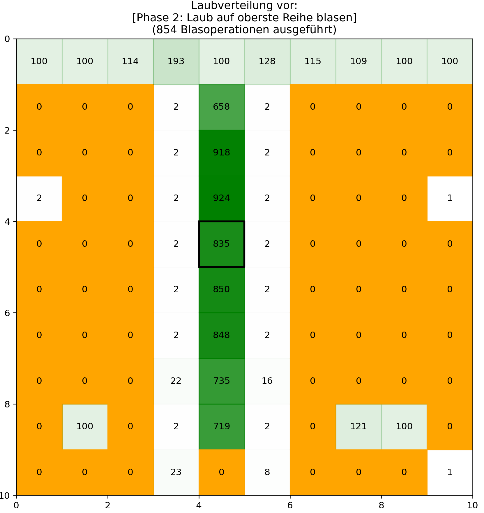 Laubverteilung vor:
[Phase 2: Laub auf oberste Reihe blasen]
(854 Blasoperationen ausgeführt)
0
100 100 114 193 100 128 115 109 100 100
0 0 0 2 658 2 0 0 0 0
2
0 0 0 2 916 2 0 0 0 0
2 0 0 2 924 2 0 0 0 1
4
0 0 0 2 835 2 0 0 0 0
0 0 0 2 850 2 0 0 0 0
6
0 0 0 2 848 2 0 0 0 0
0 0 0 22 735 16 0 0 0 0
8
0 100 0 2 719 2 0 121 100 0
0 0 0 23 0 8 0 0 0 1
10
0 2 4 6 8 10